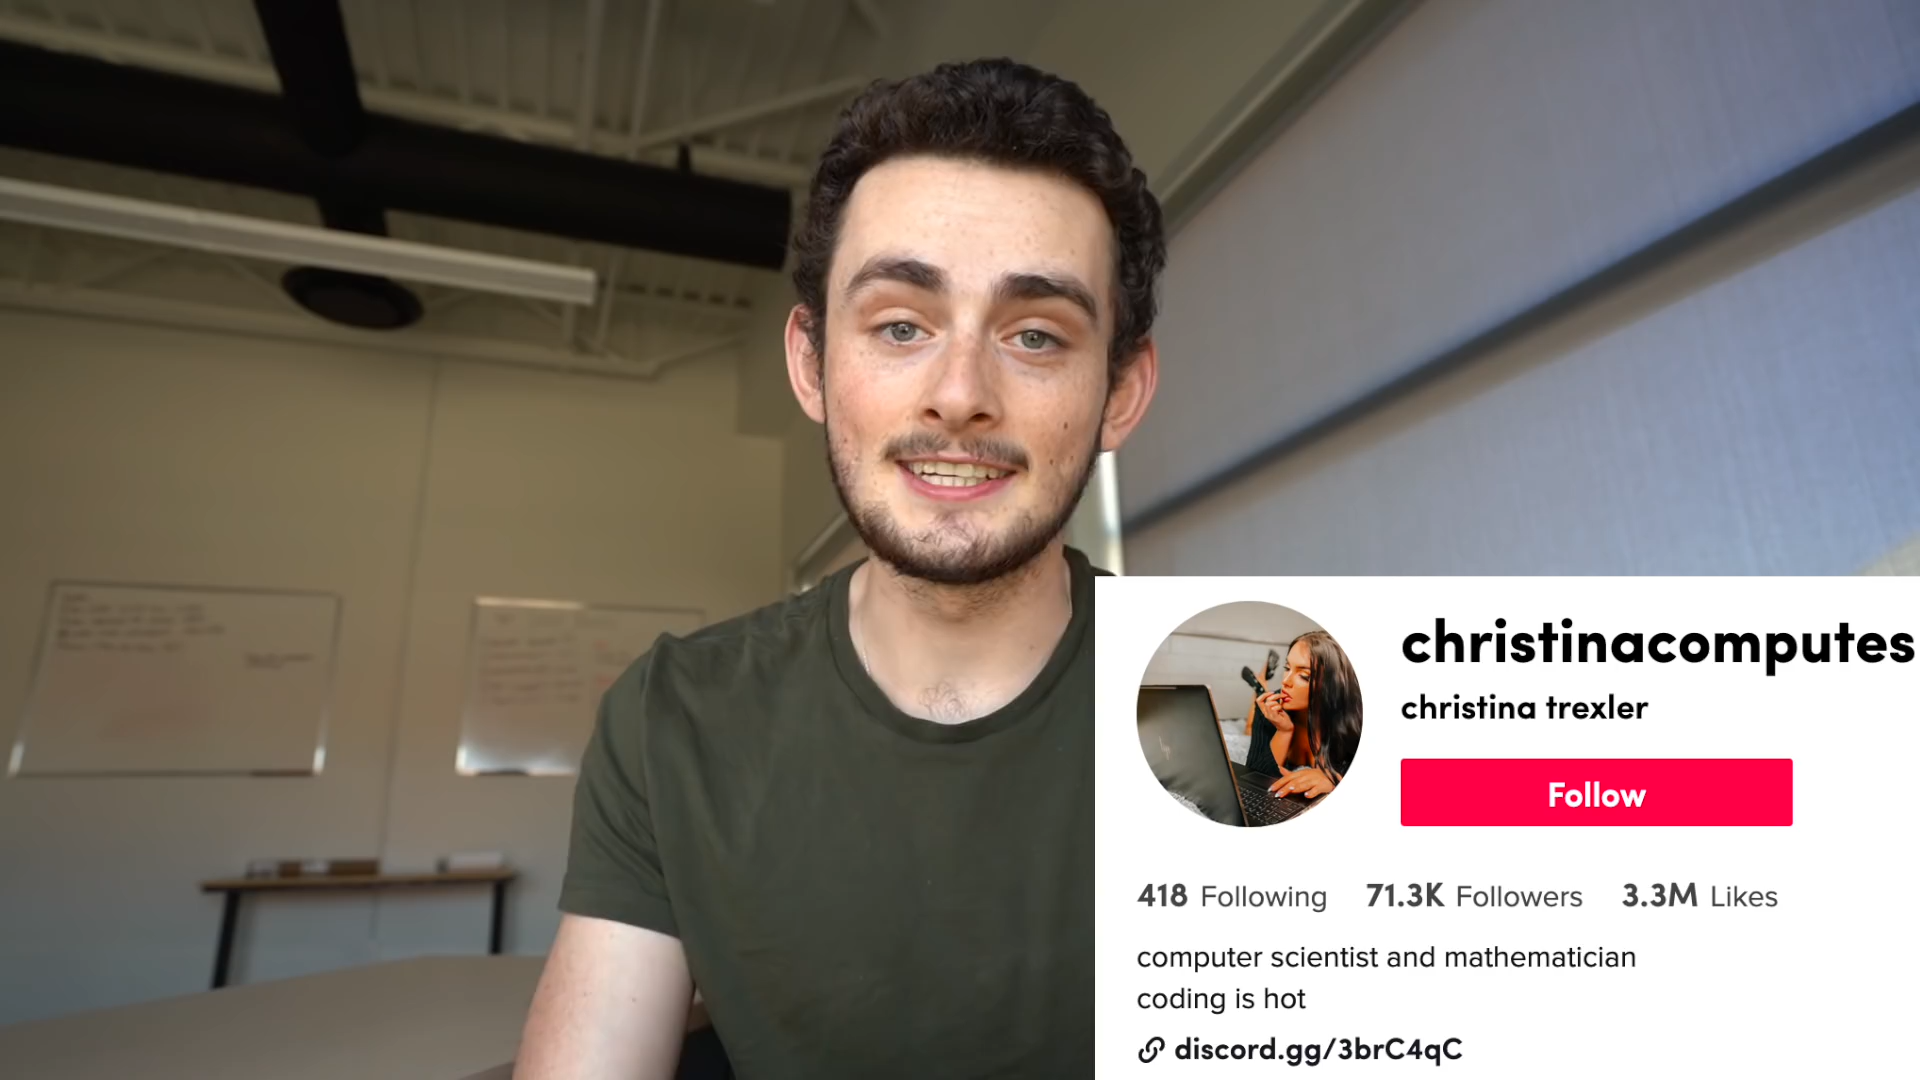 christinacomputes
christina trexler
Follow
418 Following 71.3K Followers 3.3M Likes
computer scientist and mathematician
coding is hot
discord.gg/3brC4qC